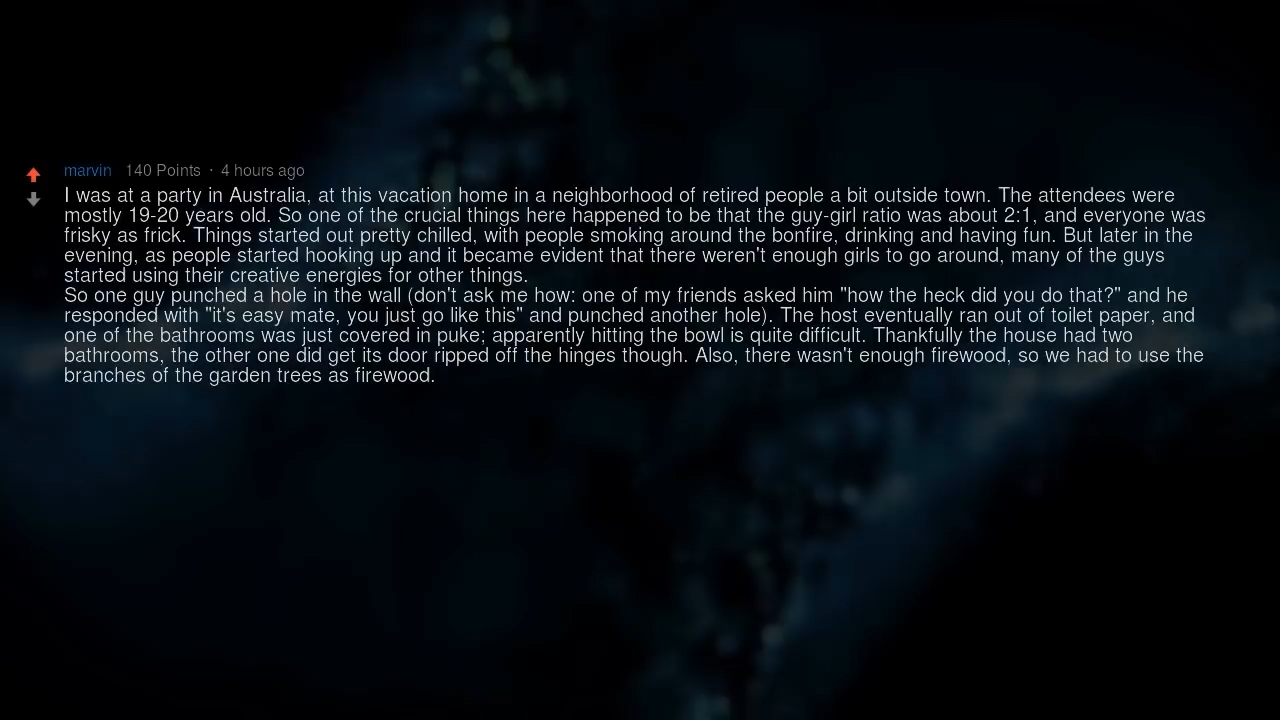 marvin 140 Points · 4 hours ago
I was at a party in Australia, at this vacation home in a neighborhood of retired people a bit outside town. The attendees were
mostly 19-20 years old. So one of the crucial things here happened to be that the guy-girl ratio was about 2:1, and everyone was
frisky as frick. Things started out pretty chilled, with people smoking around the bonfire, drinking and having fun. But later in the
evening, as people started hooking up and it became evident that there weren't enough girls to go around, many of the guys
started using their creative energies for other things.
So one guy punched a hole in the wall (don't ask me how: one of my friends asked him "how the heck did you do that?" and he
responded with "it's easy mate, you just go like this" and punched another hole). The host eventually ran out of toilet paper, and
one of the bathrooms was just covered in puke; apparently hitting the bowl is quite difficult. Thankfully the house had two
bathrooms, the other one did get its door ripped off the hinges though. Also, there wasn't enough firewood, so we had to use the
branches of the garden trees as firewood.